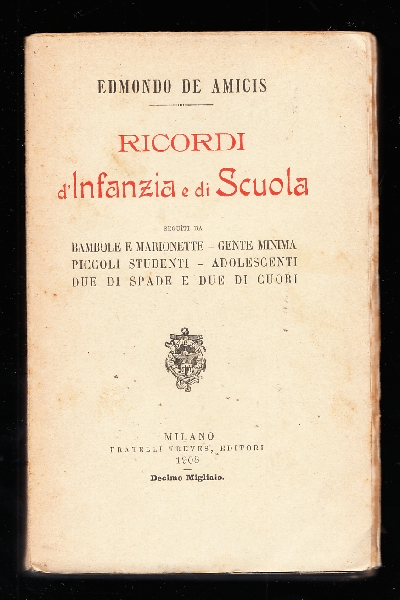 EDMONDO DE AMICIS
RICORDI
d'Infanzia e di Scuola
SEGUITI DA
BAMBOLE E MARIONETTE - GENTE MINIMA
PICCOLI STUDENTI - ADOLESCENTI
DUE DI SPADE E DUE DI CUORI
MILANO
FRATELLI TREVES, EDITORI
Decimo Migliaio.